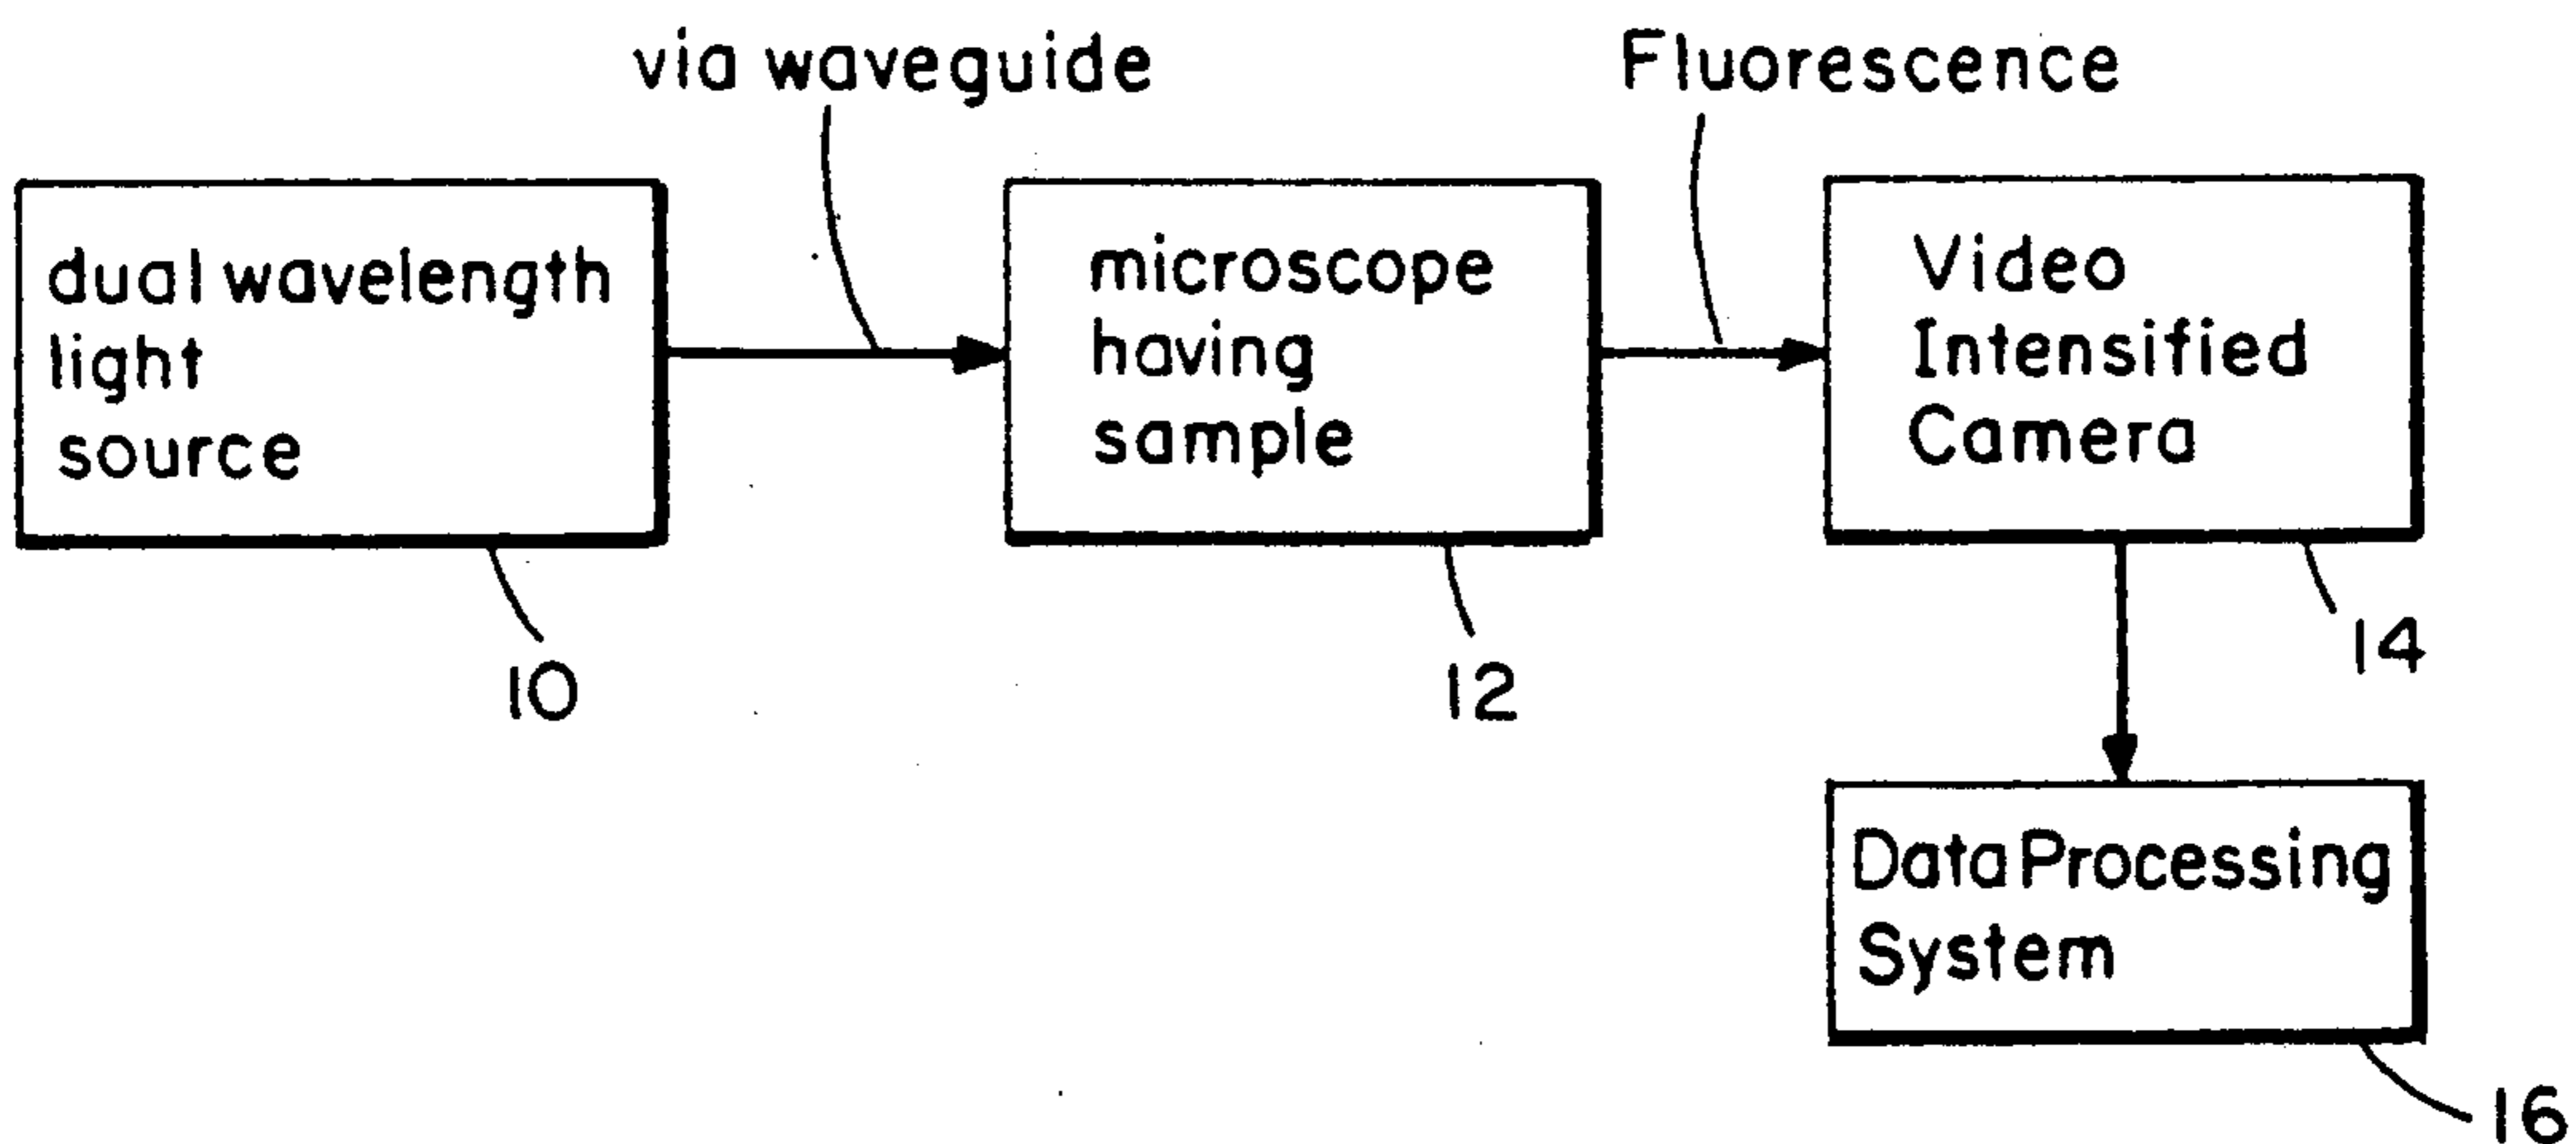 via waveguide
Fluorescence
dual wavelength
light
source
microscope
having
sample
Video
Intensified
Camera
10
12
14
Data Processing
System
16